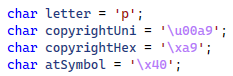 char letter = 'p';
char copyrightUni = '\u00a9';
char copyrightHex = '\xa9';
char atSymbol = '\x40';